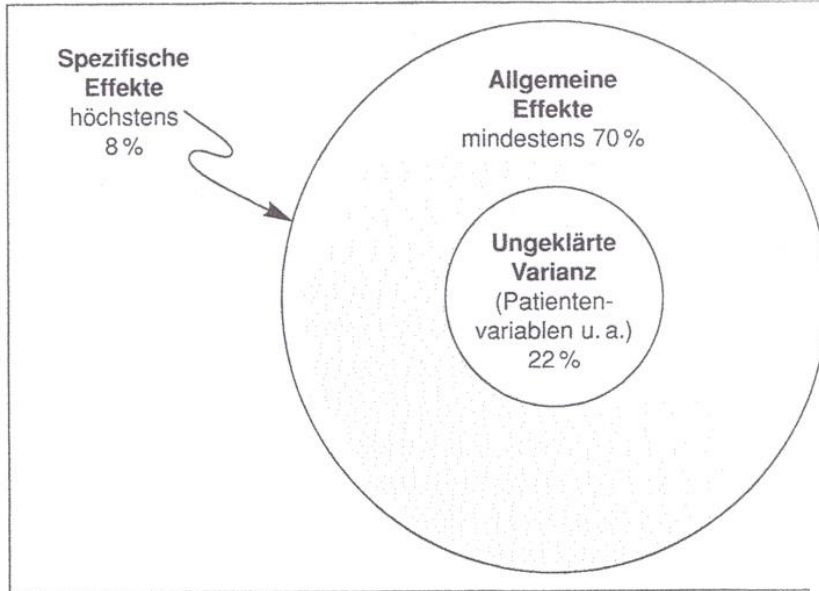 Spezifische
Effekte
höchstens
8 %
Allgemeine
Effekte
mindestens 70 %
Ungeklärte
Varianz
(Patienten-
variablen u. a.)
22 %